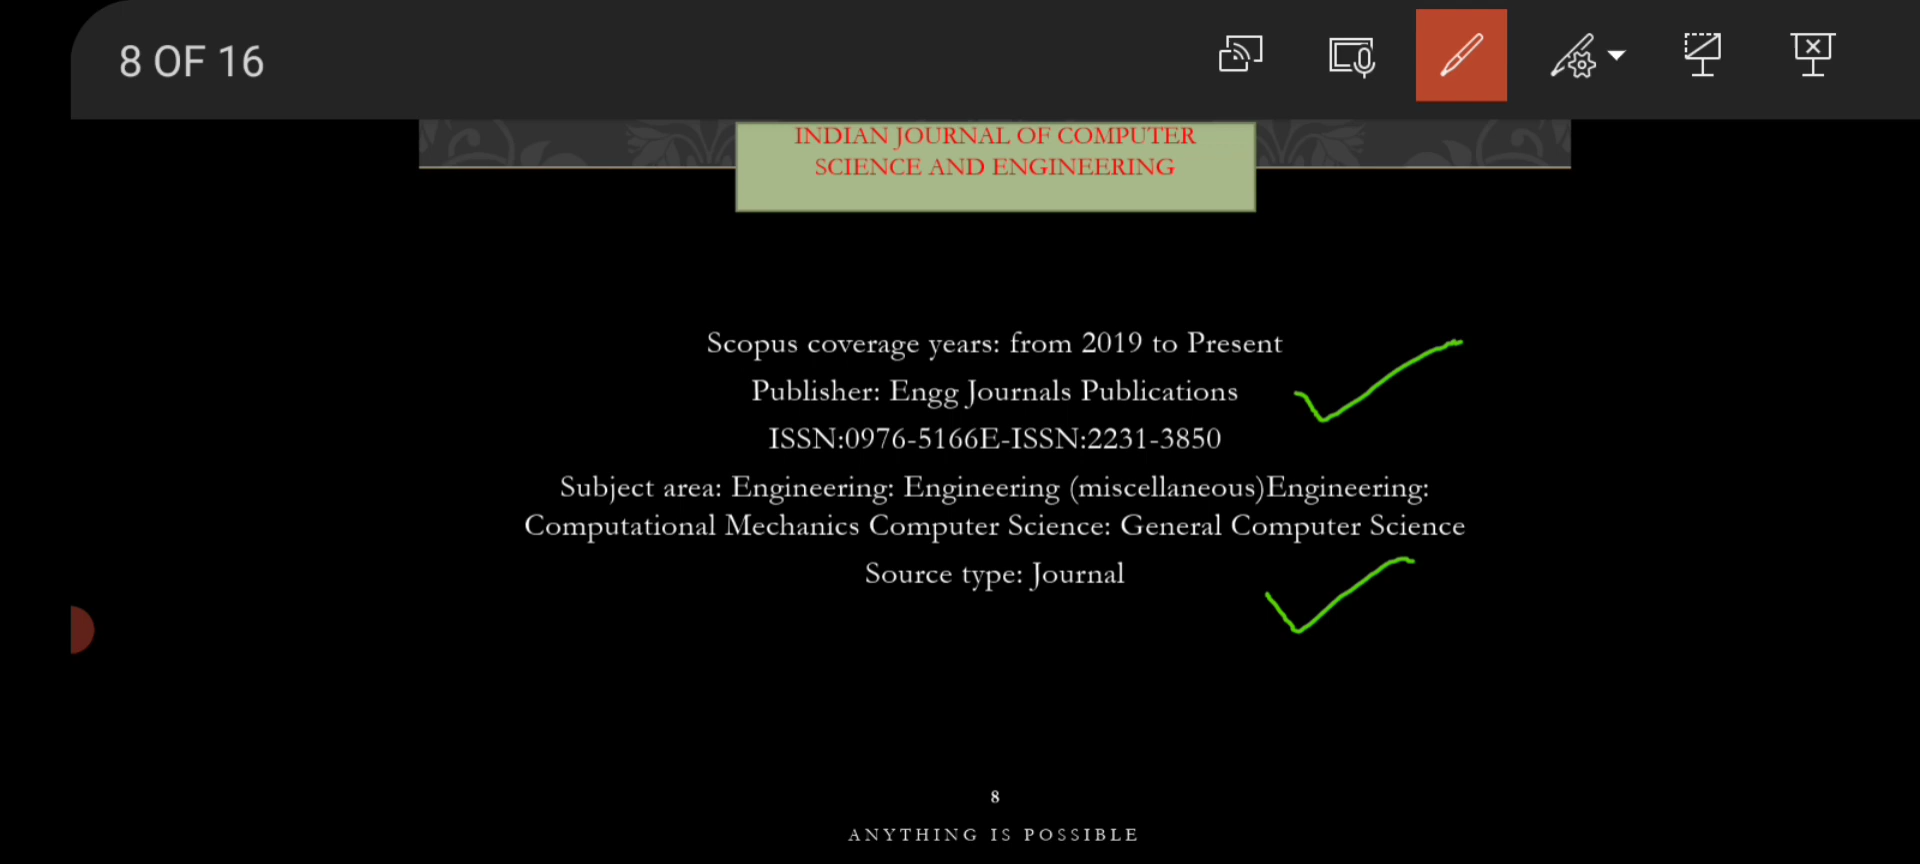 8 OF 16
INDIAN JOURNAL OF COMPUTER
SCIENCE AND ENGINEERING
Scopus coverage years: from 2019 to Present
Publisher: Engg Journals Publications
ISSN:0976-5166E-ISSN:2231-3850
Subject area: Engineering: Engineering (miscellaneous)Engineering:
Computational Mechanics Computer Science: General Computer Science
Source type: Journal
8
ANYTHING IS POSSIBLE